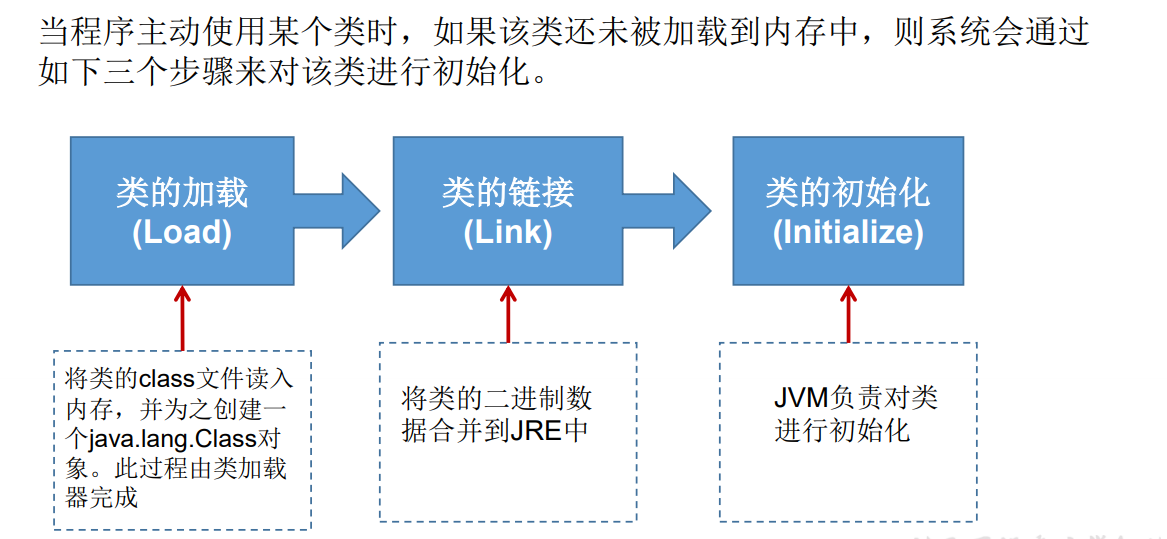 当程序主动使用某个类时，如果该类还未被加载到内存中，则系统会通过
如下三个步骤来对该类进行初始化。
类的加载
(Load)
类的链接
(Link)
类的初始化
(Initialize)
将类的class文件读入
内存，并为之创建一
个java.lang.Class对
象。此过程由类加载
器完成
将类的二进制数
据合并到JRE中
JVM负责对类
进行初始化